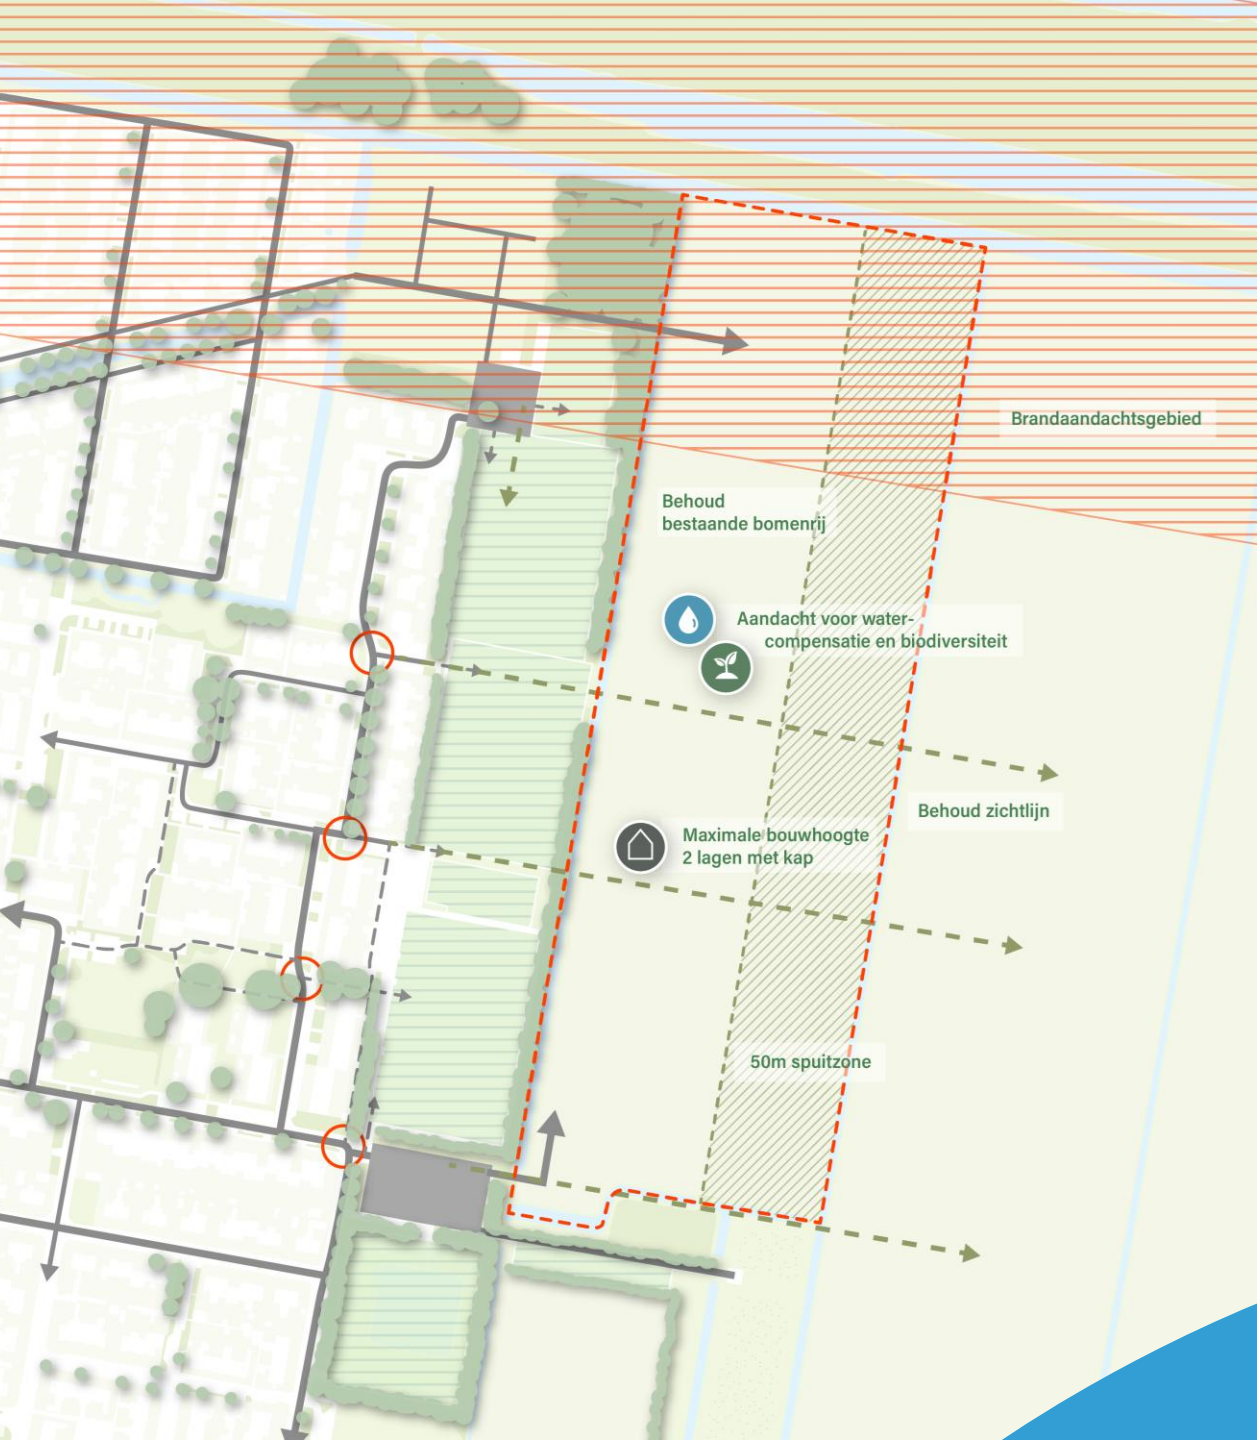 Brandaandachtsgebied
Behoud
bestaande bomenrij
Aandacht voor water-
compensatie en biodiversiteit
Behoud zichtlijn
Maximale bouwhoogte
2 lagen met kap
50m spuitzone